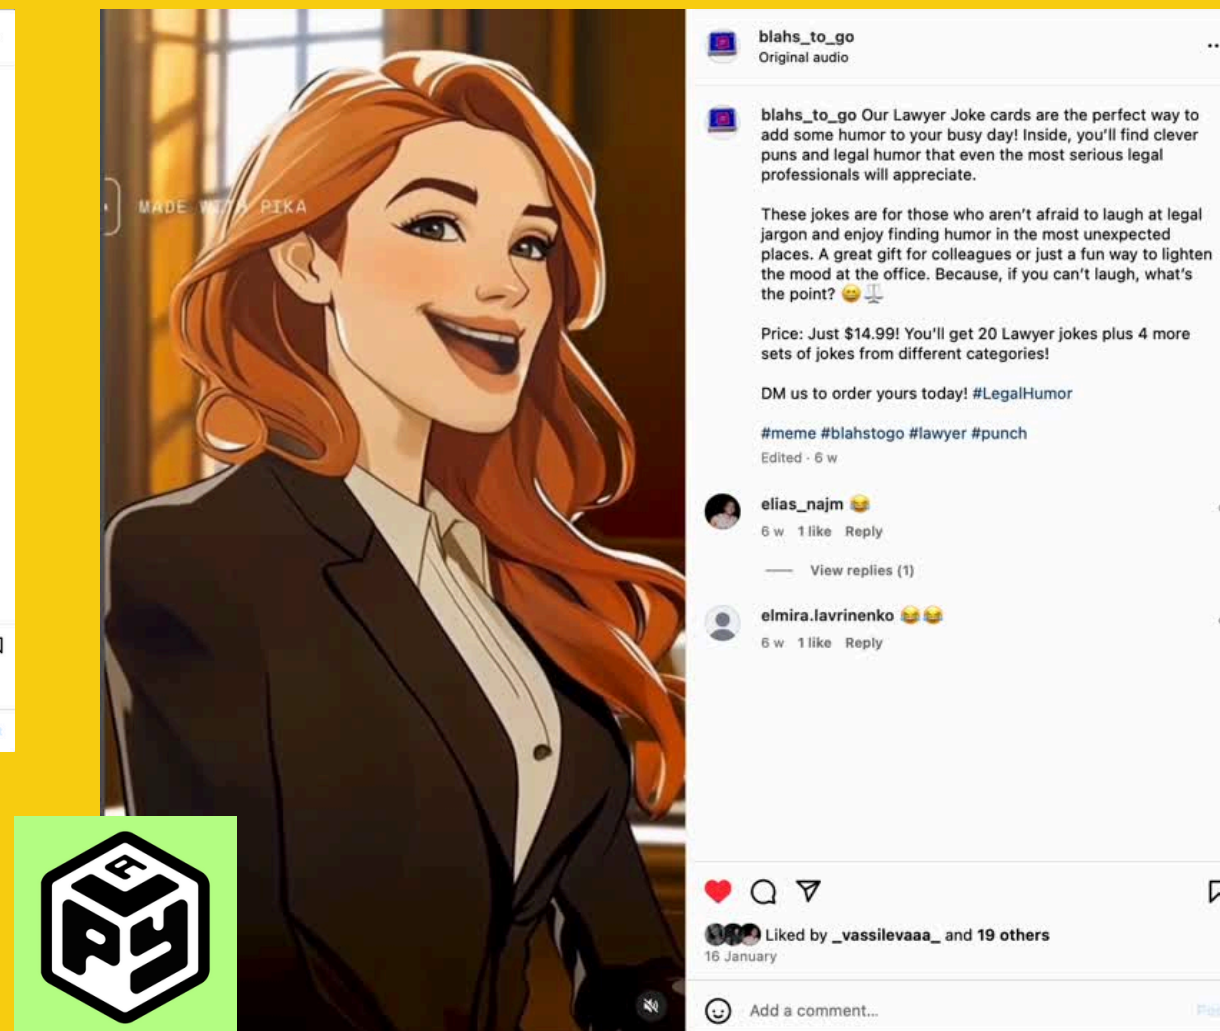 blahs_to_go
Original audio
blahs_to_go Our Lawyer Joke cards are the perfect way to
add some humor to your busy day! Inside, you'll find clever
puns and legal humor that even the most serious legal
professionals will appreciate.
These jokes are for those who aren't afraid to laugh at legal
jargon and enjoy finding humor in the most unexpected
places. A great gift for colleagues or just a fun way to lighten
the mood at the office. Because, if you can't laugh, what's
the point? 😄⚖️
Price: Just $14.99! You'll get 20 Lawyer jokes plus 4 more
sets of jokes from different categories!
DM us to order yours today! #LegalHumor
#meme #blahstogo #lawyer #punch
Edited · 6 w
elias_najm 😂
6 w 1 like Reply
View replies (1)
elmira.lavrinenko 😂😂
6 w 1 like Reply
Liked by _vassilevaaa_ and 19 others
16 January
Add a comment...
MADE WITH PIKA